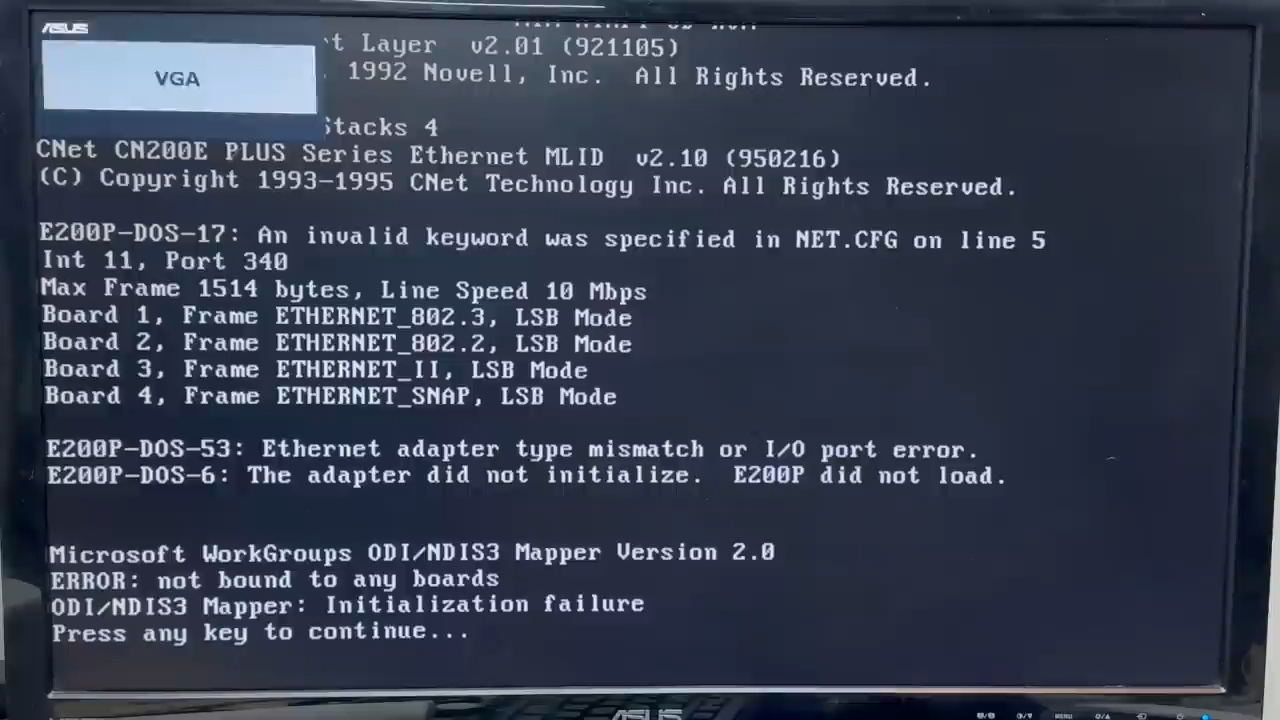 ASUS
VGA
t Layer v2.01 (921105)
1992 Novell, Inc. All Rights Reserved.
Stacks 4
CNet CN200E PLUS Series Ethernet MLID v2.10 (950216)
(C) Copyright 1993-1995 CNet Technology Inc. All Rights Reserved.
E200P-DOS-17: An invalid keyword was specified in NET.CFG on line 5
Int 11, Port 340
Max Frame 1514 bytes, Line Speed 10 Mbps
Board 1, Frame ETHERNET_802.3, LSB Mode
Board 2, Frame ETHERNET_802.2, LSB Mode
Board 3, Frame ETHERNET_II, LSB Mode
Board 4, Frame ETHERNET_SNAP, LSB Mode
E200P-DOS-53: Ethernet adapter type mismatch or I/O port error.
E200P-DOS-6: The adapter did not initialize. E200P did not load.
Microsoft WorkGroups ODI/NDIS3 Mapper Version 2.0
ERROR: not bound to any boards
ODI/NDIS3 Mapper: Initialization failure
Press any key to continue...
ASUS
MENU